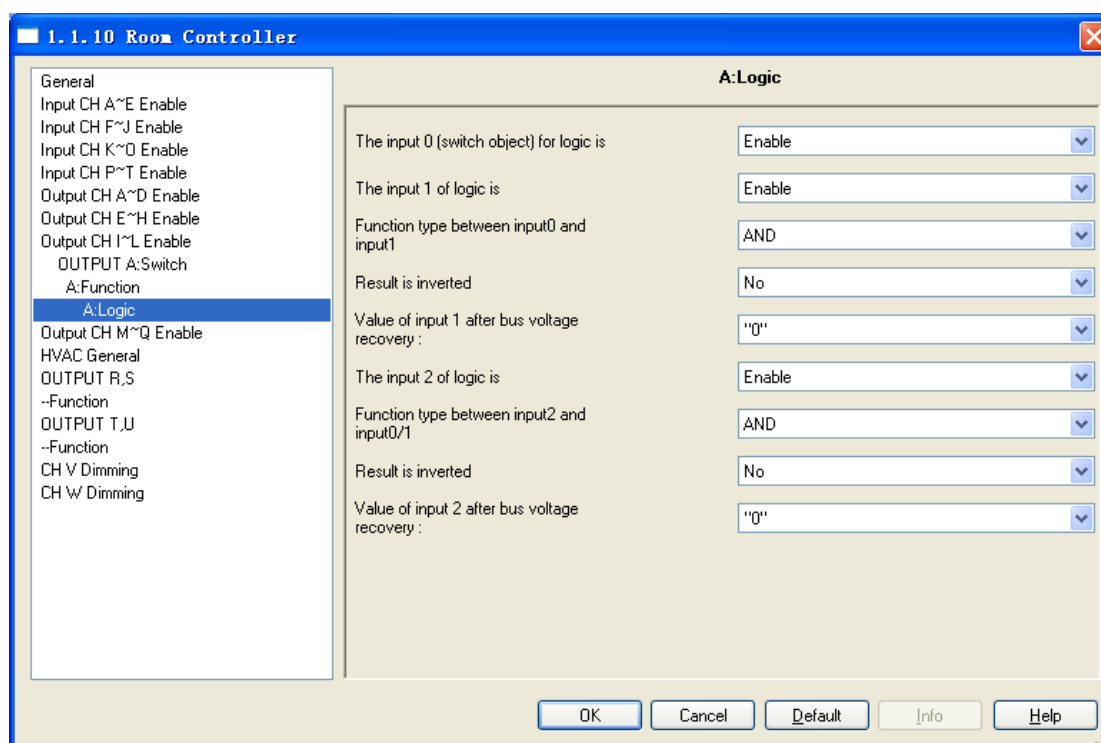 1.1.10 Room Controller
General
Input CH A~E Enable
Input CH F~J Enable
Input CH K~O Enable
Input CH P~T Enable
Output CH A~D Enable
Output CH E~H Enable
Output CH I~L Enable
OUTPUT A:Switch
A:Function
A:Logic
Output CH M~Q Enable
HVAC General
OUTPUT R,S
--Function
OUTPUT T,U
--Function
CH V Dimming
CH W Dimming
A:Logic
The input 0 (switch object) for logic is
Enable
The input 1 of logic is
Enable
Function type between input0 and
input1
AND
Result is inverted
No
Value of input 1 after bus voltage
recovery :
"0"
The input 2 of logic is
Enable
Function type between input2 and
input0/1
AND
Result is inverted
No
Value of input 2 after bus voltage
recovery :
"0"
OK
Cancel
Default
Info
Help